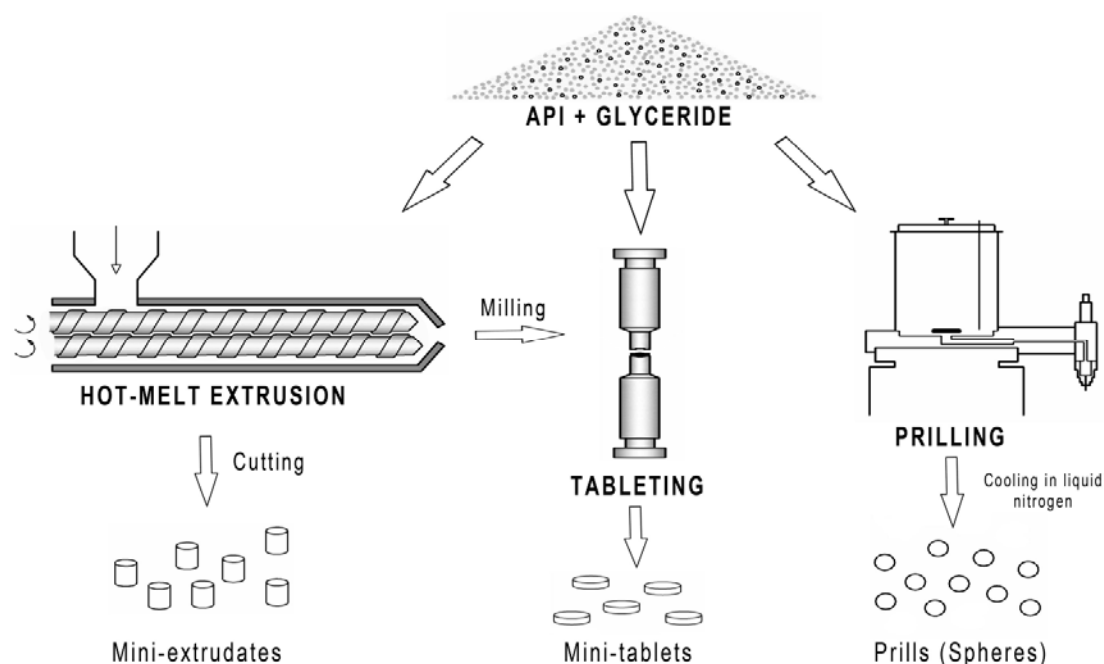 API + GLYCERIDE
Milling
HOT-MELT EXTRUSION
PRILLING
Cutting
TABLETING
Cooling in liquid
nitrogen
Mini-extrudates
Mini-tablets
Prills (Spheres)